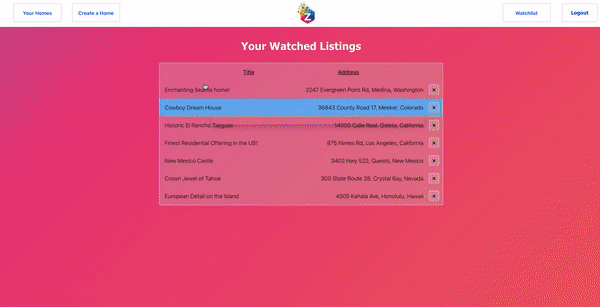 Your Homes Create a Home Z Watchlist Logout
Your Watched Listings
Title Address
Enchanting Seaside home! 2247 Evergreen Point Rd, Medina, Washington ×
Cowboy Dream House 36843 County Road 17, Meeker, Colorado ×
Historic El Rancho Tajiguas 14000 Calle Real, Goleta, California ×
Finest Residential Offering in the US! 875 Nimes Rd, Los Angeles, California ×
New Mexico Castle 3402 Hwy 522, Questa, New Mexico ×
Crown Jewel of Tahoe 300 State Route 28, Crystal Bay, Nevada ×
European Detail on the Island 4505 Kahala Ave, Honolulu, Hawaii ×